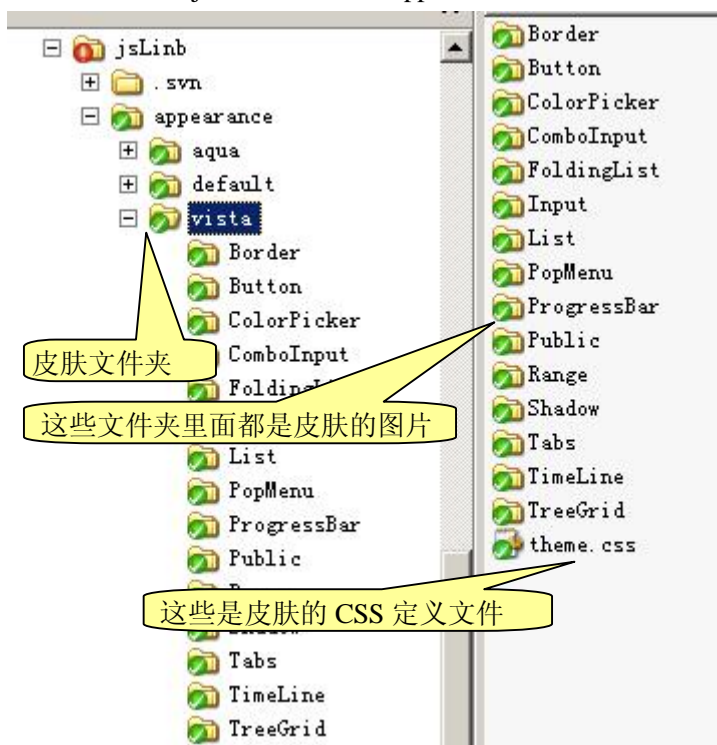 jsLinb
.svn
appearance
aqua
default
vista
Border
Button
ColorPicker
ComboInput
皮肤文件夹
这些文件夹里面都是皮肤的图片
List
PopMenu
ProgressBar
Public
这些是皮肤的 CSS 定义文件
Tabs
TimeLine
TreeGrid
Border
Button
ColorPicker
ComboInput
FoldingList
Input
List
PopMenu
ProgressBar
Public
Range
Shadow
Tabs
TimeLine
TreeGrid
theme.css